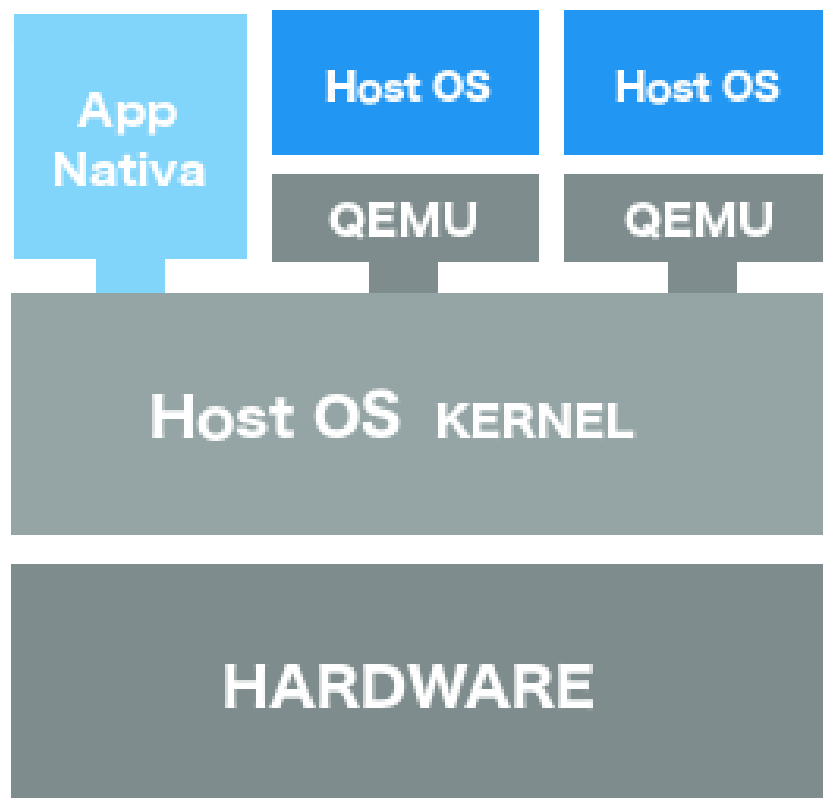 App
Nativa
Host OS
Host OS
QEMU
QEMU
Host OS KERNEL
HARDWARE